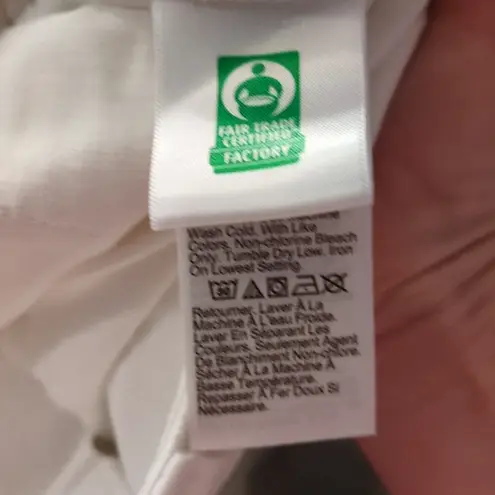 FAIR TRADE
CERTIFIED
FACTORY
Machine
Wash Cold. With Like
Colors. Non-chlorine Bleach
Only. Tumble Dry Low. Iron
On Lowest Setting
30
Retourner. Laver À La
Machine À L'eau Froide.
Laver En Séparant Les
Couleurs. Seulement Agent
De Blanchiment Non-chlore.
Sécher À La Machine À
Basse Température.
Repasser À Fer Doux Si
Nécessaire.